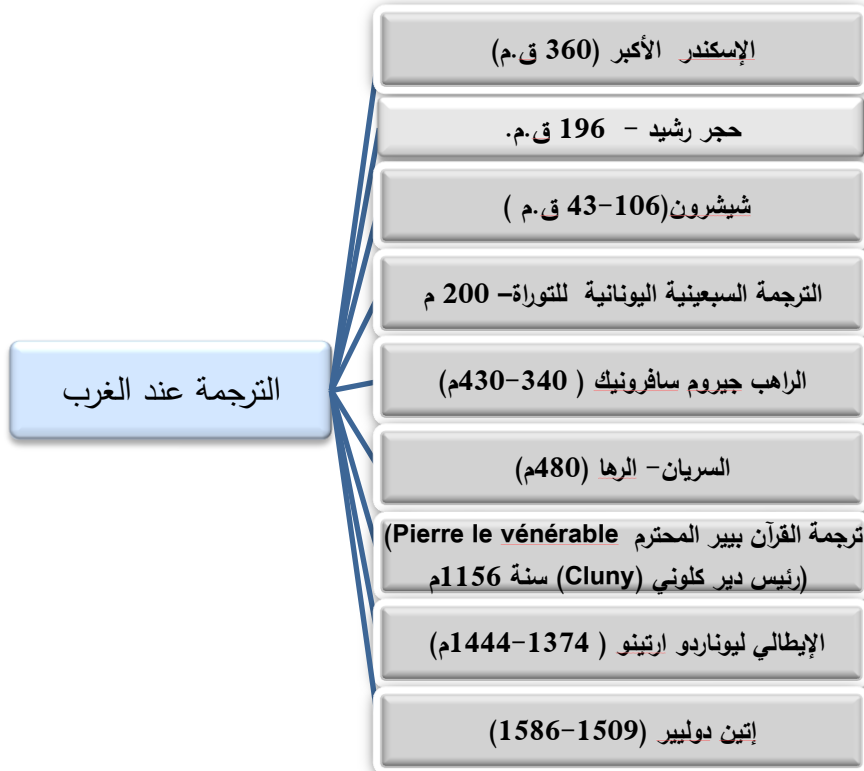 الترجمة عند الغرب
الإسكندر الأكبر (360 ق.م)
حجر رشيد - 196 ق.م.
شيشرون(106-43 ق.م )
الترجمة السبعينية اليونانية للتوراة– 200 م
الراهب جيروم سافرونيك ( 340-430م)
السريان- الرها (480م)
ترجمة القرآن بيير المحترم Pierre le vénérable)
(رئيس دير كلوني (Cluny) سنة 1156م
الإيطالي ليوناردو ارتينو ( 1374-1444م)
إتين دوليير (1509-1586)